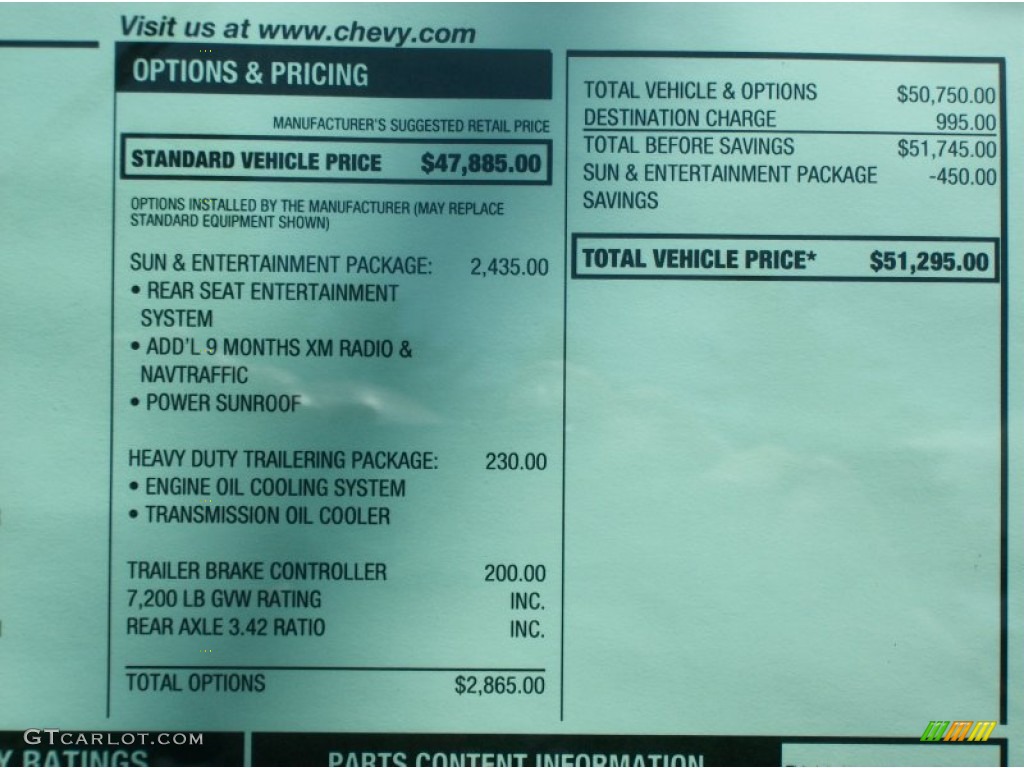 Visit us at www.chevy.com
OPTIONS & PRICING
MANUFACTURER'S SUGGESTED RETAIL PRICE
STANDARD VEHICLE PRICE $47,885.00
OPTIONS INSTALLED BY THE MANUFACTURER (MAY REPLACE
STANDARD EQUIPMENT SHOWN)
SUN & ENTERTAINMENT PACKAGE: 2,435.00
• REAR SEAT ENTERTAINMENT
SYSTEM
• ADD'L 9 MONTHS XM RADIO &
NAVTRAFFIC
• POWER SUNROOF
HEAVY DUTY TRAILERING PACKAGE: 230.00
• ENGINE OIL COOLING SYSTEM
• TRANSMISSION OIL COOLER
TRAILER BRAKE CONTROLLER 200.00
7,200 LB GVW RATING INC.
REAR AXLE 3.42 RATIO INC.
TOTAL OPTIONS $2,865.00
TOTAL VEHICLE & OPTIONS $50,750.00
DESTINATION CHARGE 995.00
TOTAL BEFORE SAVINGS $51,745.00
SUN & ENTERTAINMENT PACKAGE -450.00
SAVINGS
TOTAL VEHICLE PRICE* $51,295.00
GTCARLOT.COM
Y RATINGS
PARTS CONTENT INFORMATION